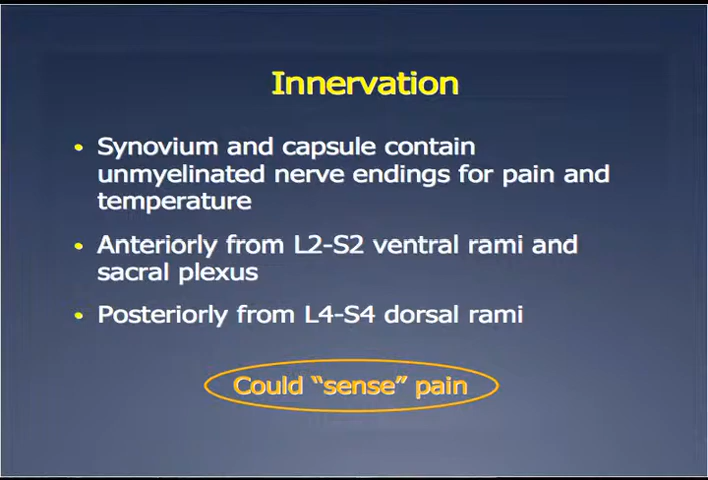 Innervation
• Synovium and capsule contain
unmyelinated nerve endings for pain and
temperature
• Anteriorly from L2-S2 ventral rami and
sacral plexus
• Posteriorly from L4-S4 dorsal rami
Could “sense” pain